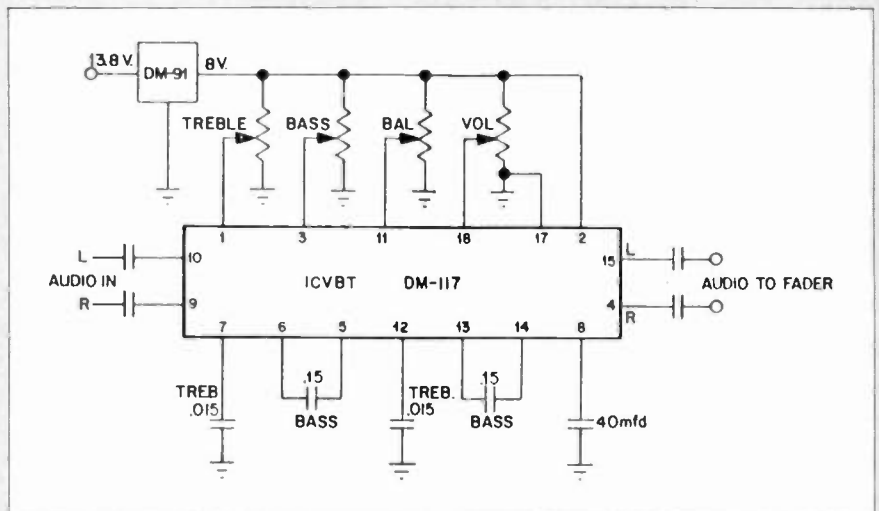 13.8V.
DM-91
8V.
TREBLE
BASS
BAL
VOL
1 3 11 18 17 2
L
10
AUDIO IN
R
9
ICVBT DM-117
15
L
AUDIO TO FADER
4
R
7 6 5 12 13 14 8
TREB
.015
.15
BASS
TREB.
.015
.15
BASS
40mfd